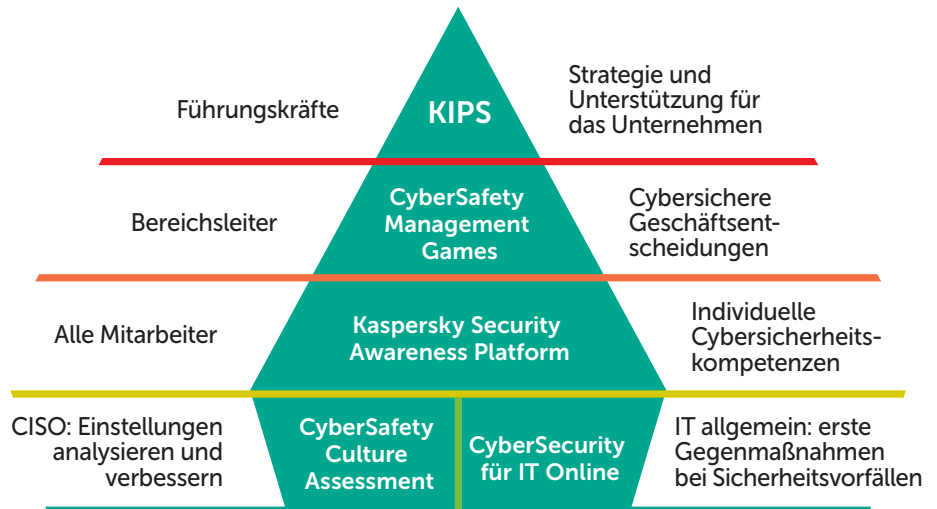 Führungskräfte
KIPS
Strategie und
Unterstützung für
das Unternehmen
Bereichsleiter
CyberSafety
Management
Games
Cybersichere
Geschäftsent-
scheidungen
Alle Mitarbeiter
Kaspersky Security
Awareness Platform
Individuelle
Cybersicherheits-
kompetenzen
CISO: Einstellungen
analysieren und
verbessern
CyberSafety
Culture
Assessment
CyberSecurity
für IT Online
IT allgemein: erste
Gegenmaßnahmen
bei Sicherheitsvorfällen